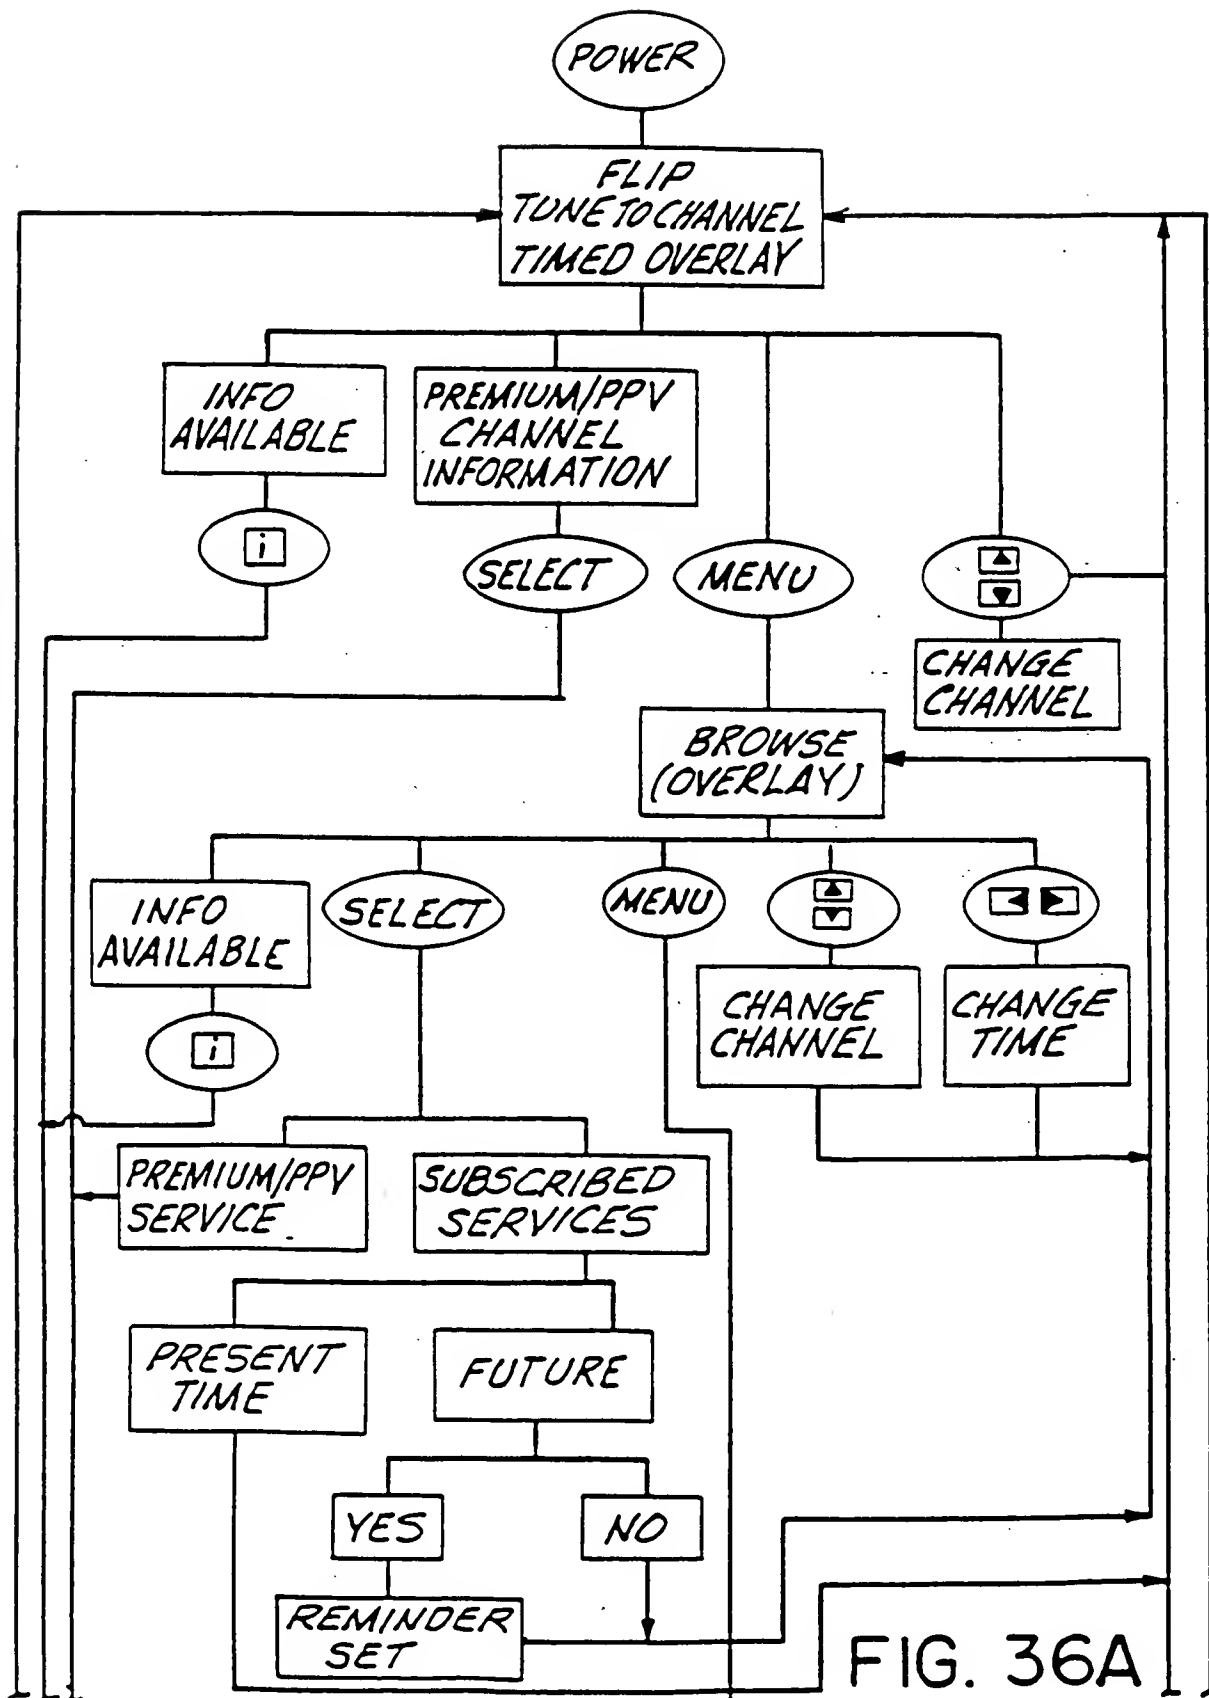 POWER
FLIP
TUNE TO CHANNEL
TIMED OVERLAY
INFO
AVAILABLE
PREMIUM/PPV
CHANNEL
INFORMATION
i
SELECT
MENU
CHANGE
CHANNEL
BROWSE
(OVERLAY)
INFO
AVAILABLE
SELECT
MENU
CHANGE
CHANNEL
CHANGE
TIME
i
PREMIUM/PPV
SERVICE
SUBSCRIBED
SERVICES
PRESENT
TIME
FUTURE
YES
NO
REMINDER
SET
FIG. 36A